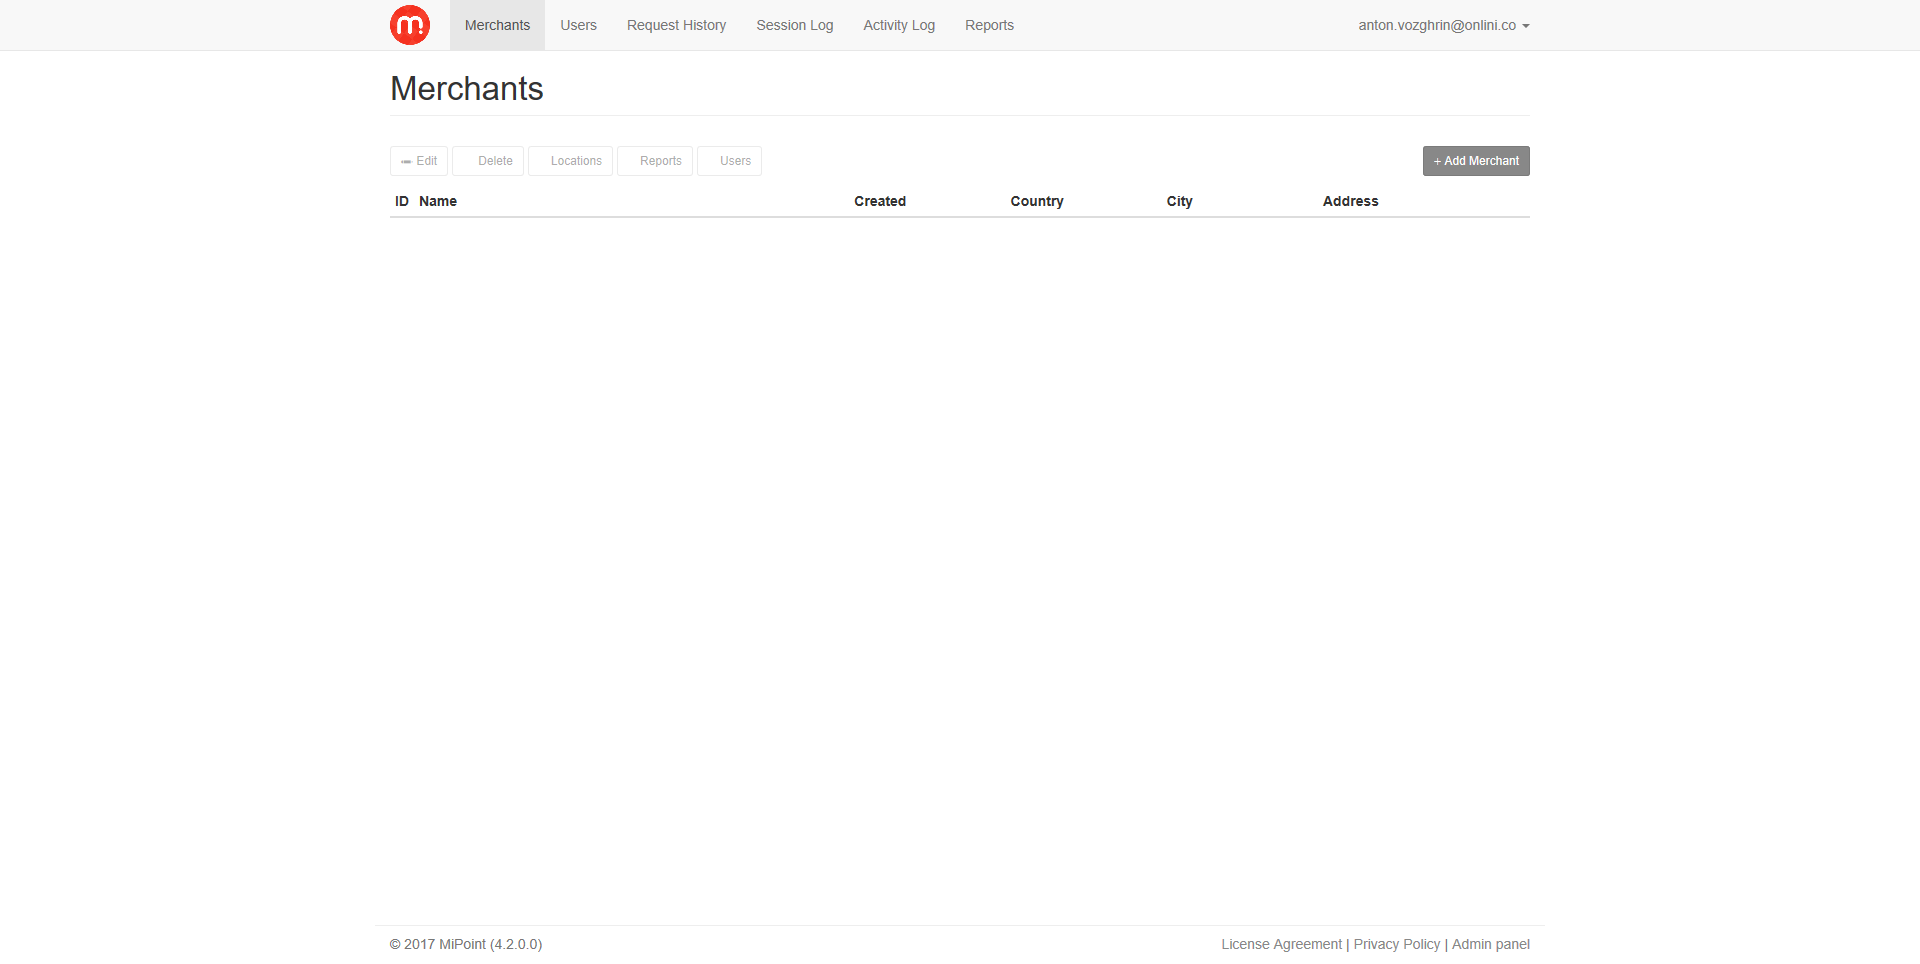 m Merchants Users Request History Session Log Activity Log Reports anton.vozghrin@onlini.co
Merchants
Edit Delete Locations Reports Users + Add Merchant
ID Name Created Country City Address
© 2017 MiPoint (4.2.0.0) License Agreement | Privacy Policy | Admin panel